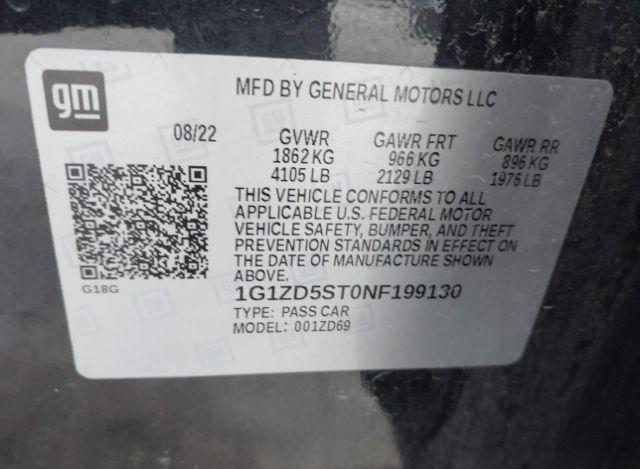 gm
MFD BY GENERAL MOTORS LLC
08/22 GVWR GAWR FRT GAWR RR
1862 KG 966 KG 896 KG
4105 LB 2129 LB 1976 LB
THIS VEHICLE CONFORMS TO ALL
APPLICABLE U.S. FEDERAL MOTOR
VEHICLE SAFETY, BUMPER, AND THEFT
PREVENTION STANDARDS IN EFFECT ON
THE DATE OF MANUFACTURE SHOWN
ABOVE.
G18G
1G1ZD5ST0NF199130
TYPE: PASS CAR
MODEL: 001ZD69